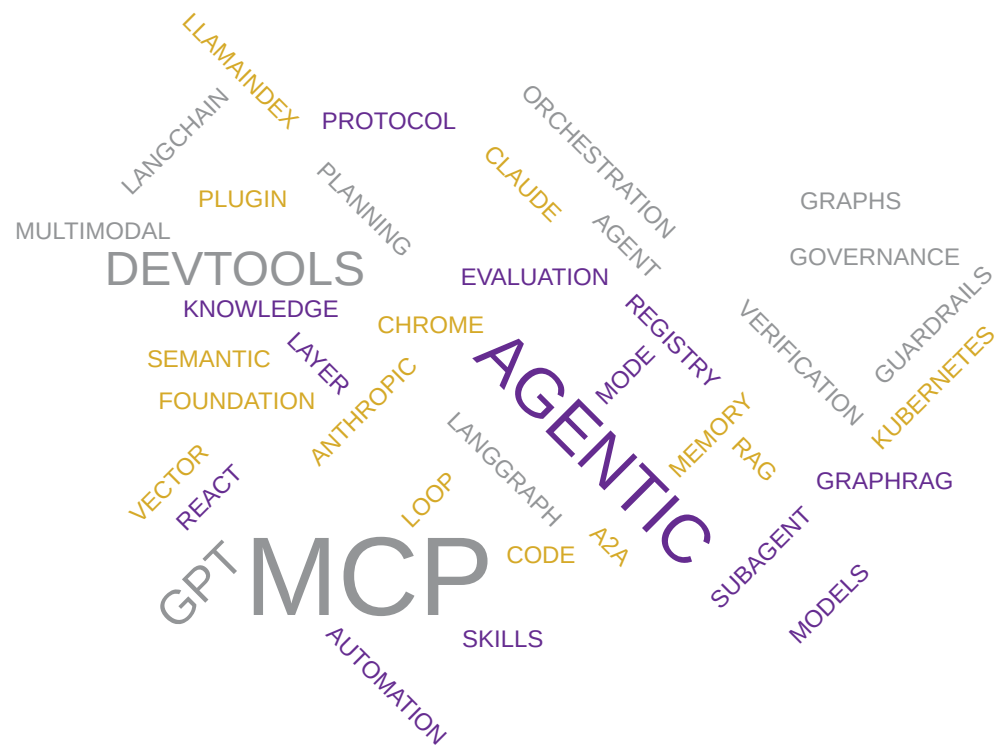 LLAMAINDEX
LANGCHAIN
PROTOCOL
ORCHESTRATION
CLAUDE
PLANNING
PLUGIN
GRAPHS
MULTIMODAL
AGENT
DEVTOOLS
GOVERNANCE
EVALUATION
KNOWLEDGE
REGISTRY
GUARDRAILS
VERIFICATION
CHROME
LAYER
SEMANTIC
MODE
KUBERNETES
FOUNDATION
ANTHROPIC
AGENTIC
MEMORY
RAG
LANGGRAPH
VECTOR
REACT
LOOP
GRAPHRAG
A2A
CODE
SUBAGENT
GPT
MCP
MODELS
SKILLS
AUTOMATION